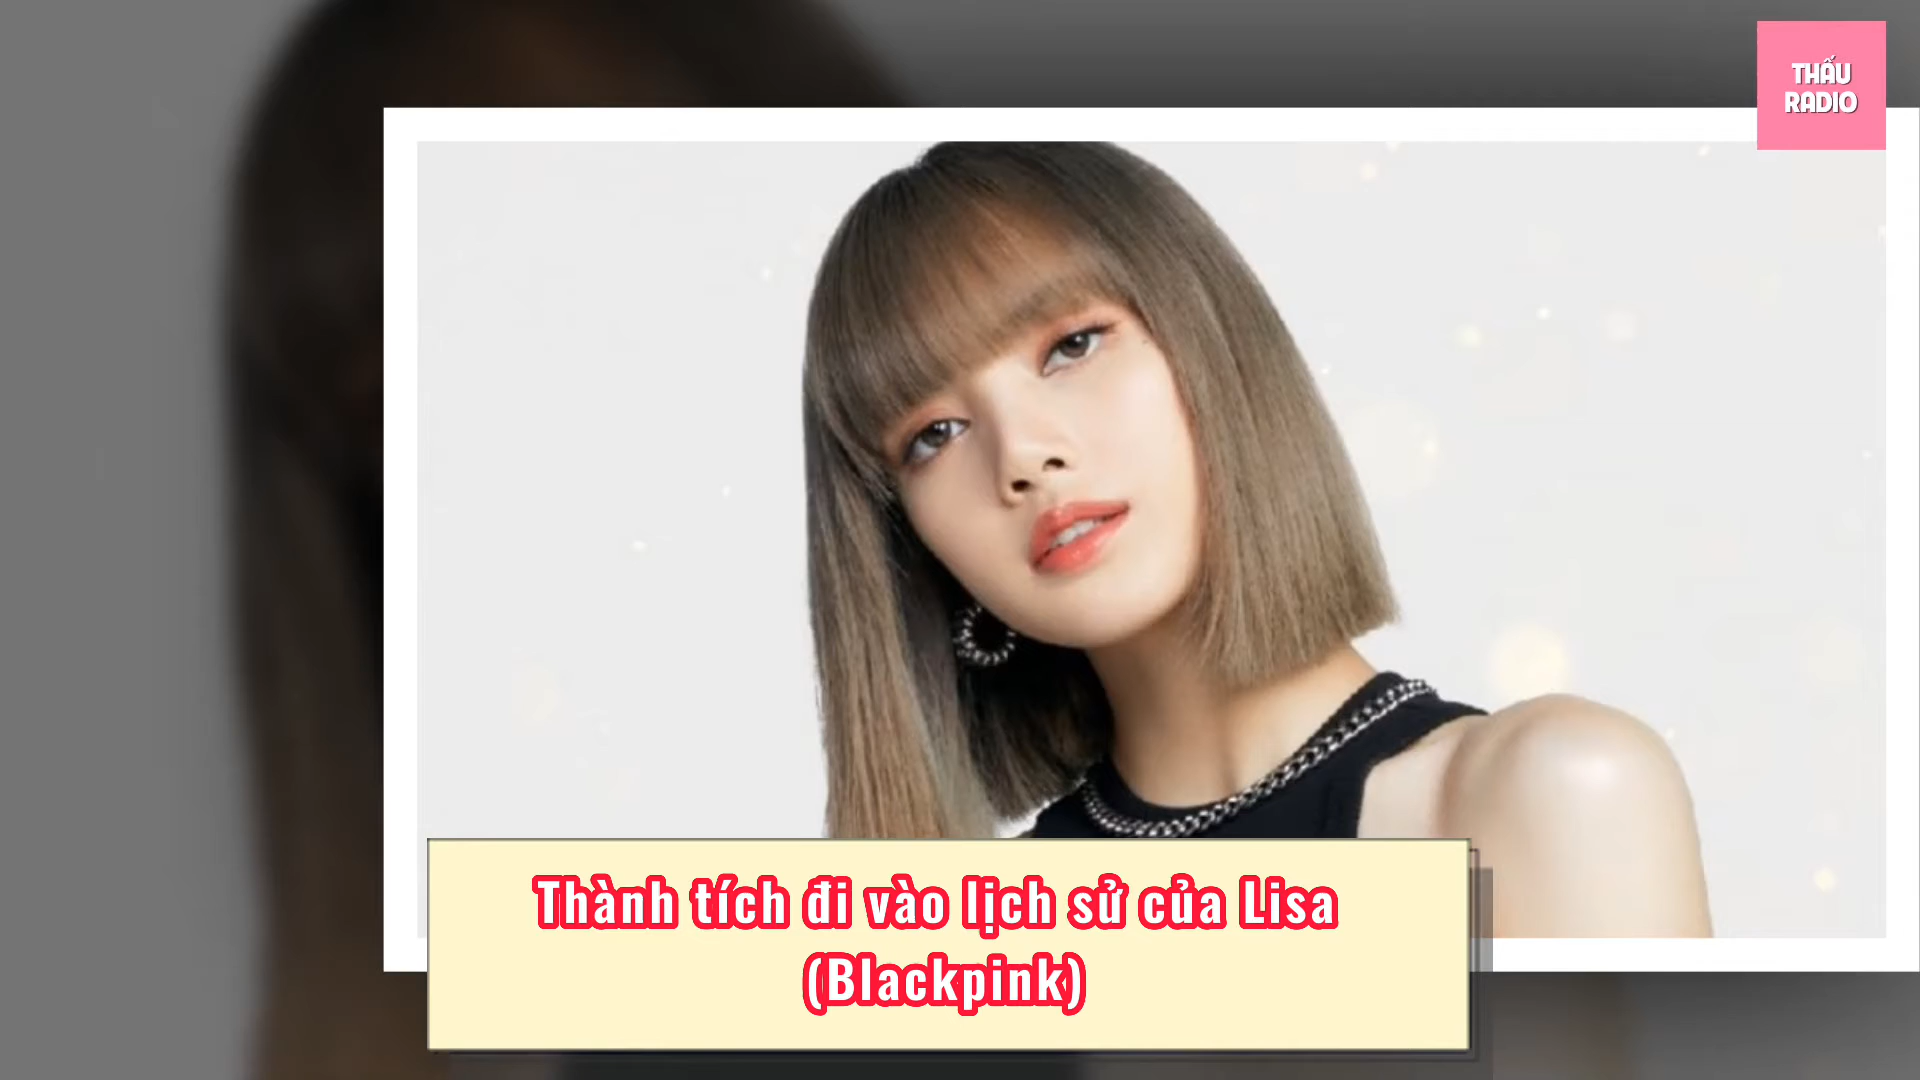 THẤU
RADIO
Thành tích đi vào lịch sử của Lisa
(Blackpink)